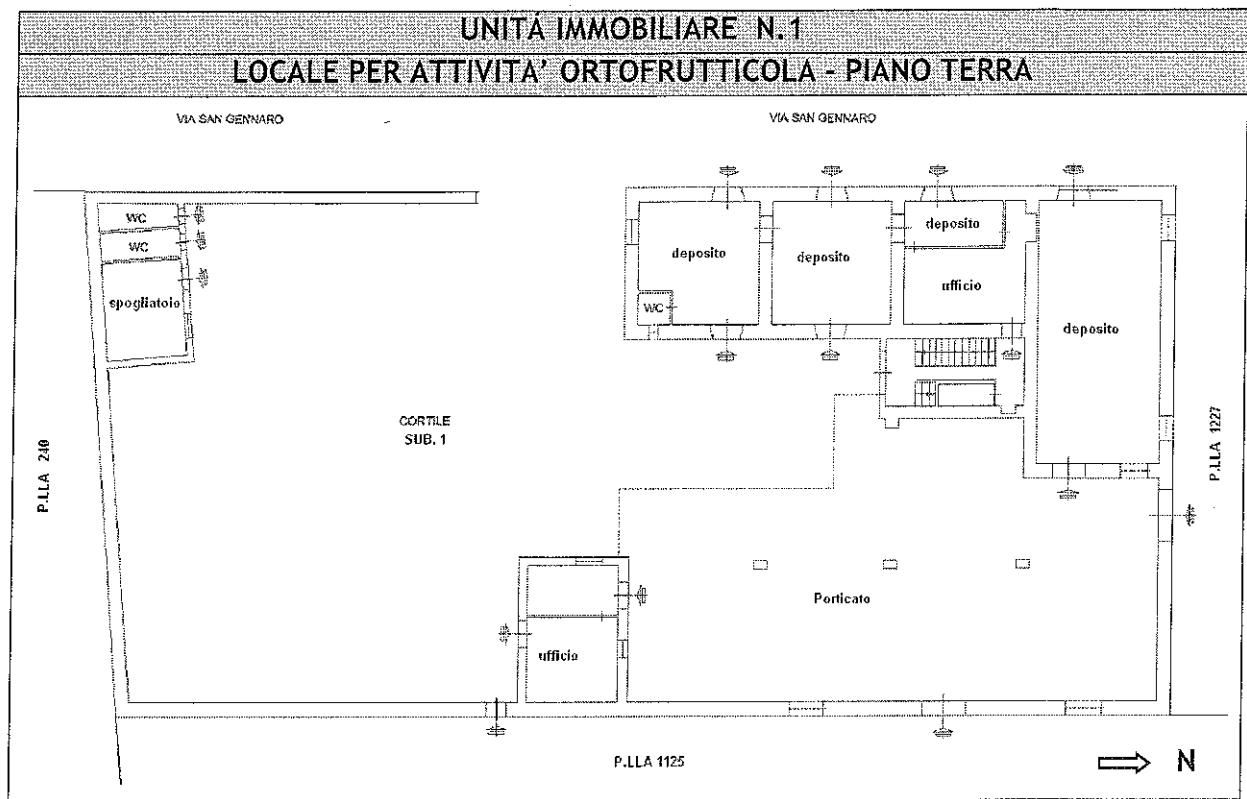 UNITÁ IMMOBILIARE N.1
LOCALE PER ATTIVITA' ORTOFRUTTICOLA - PIANO TERRA
VIA SAN GENNARO
VIA SAN GENNARO
WC
WC
spogliatoio
deposito
WC
deposito
deposito
ufficio
deposito
CORTILE
SUB. 1
P.LLA 240
P.LLA 1227
Porticato
ufficio
P.LLA 1125
N